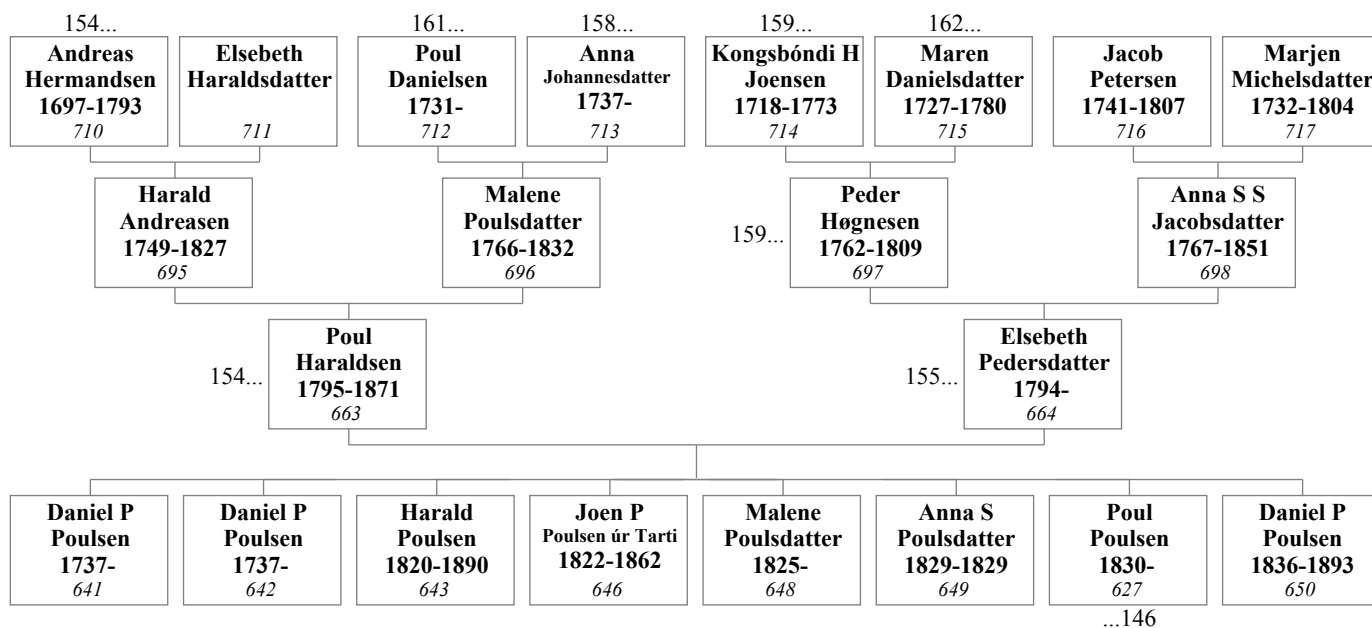 154...
161...
158...
159...
162...
Andreas
Hermandsen
1697-1793
710
Elsebeth
Haraldsdatter
711
Poul
Danielsen
1731-
712
Anna
Johannesdatter
1737-
713
Kongsbóndi H
Joensen
1718-1773
714
Maren
Danielsdatter
1727-1780
715
Jacob
Petersen
1741-1807
716
Marjen
Michelsdatter
1732-1804
717
Harald
Andreasen
1749-1827
695
Malene
Poulsdatter
1766-1832
696
159...
Peder
Høgnesen
1762-1809
697
Anna S S
Jacobsdatter
1767-1851
698
154...
Poul
Haraldsen
1795-1871
663
155...
Elsebeth
Pedersdatter
1794-
664
Daniel P
Poulsen
1737-
641
Daniel P
Poulsen
1737-
642
Harald
Poulsen
1820-1890
643
Joen P
Poulsen úr Tarti
1822-1862
646
Malene
Poulsdatter
1825-
648
Anna S
Poulsdatter
1829-1829
649
Poul
Poulsen
1830-
627
Daniel P
Poulsen
1836-1893
650
...146